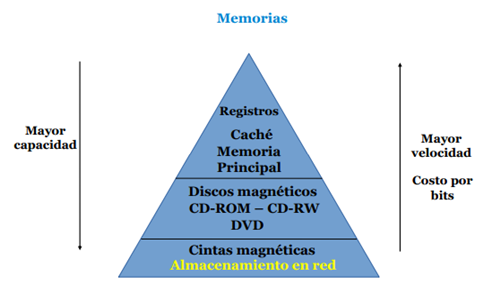 Memorias
Mayor
capacidad
Registros
Caché
Memoria
Principal
Discos magnéticos
CD-ROM – CD-RW
DVD
Cintas magnéticas
Almacenamiento en red
Mayor
velocidad
Costo por
bits